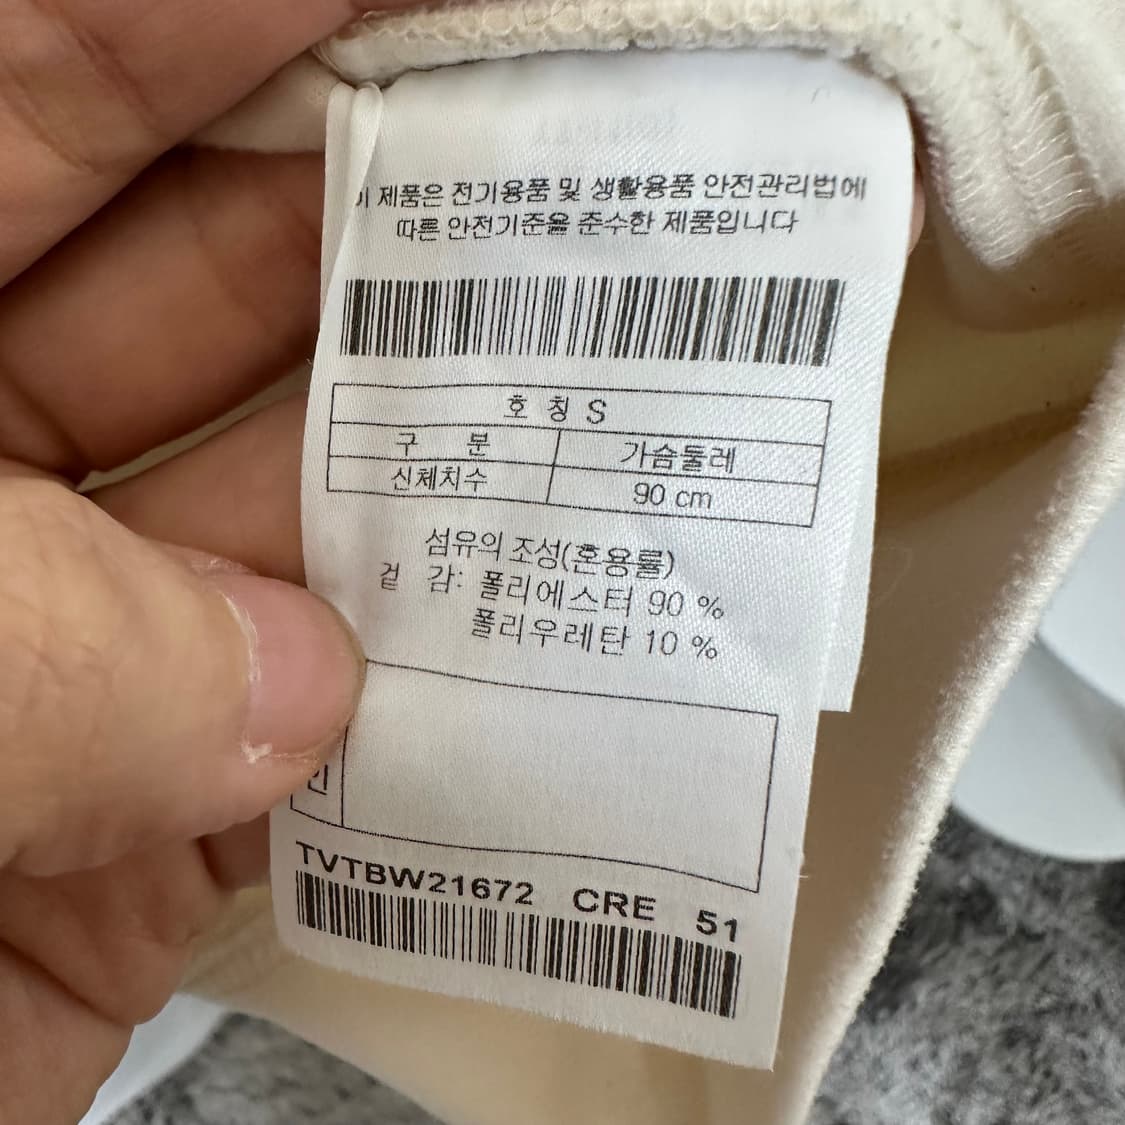 이 제품은 전기용품 및 생활용품 안전관리법에
따른 안전기준을 준수한 제품입니다
호 칭 S
구 분 가슴둘레
신체치수 90 cm
섬유의 조성(혼용률)
겉 감: 폴리에스터 90 %
폴리우레탄 10 %
인
TVTBW21672 CRE 51